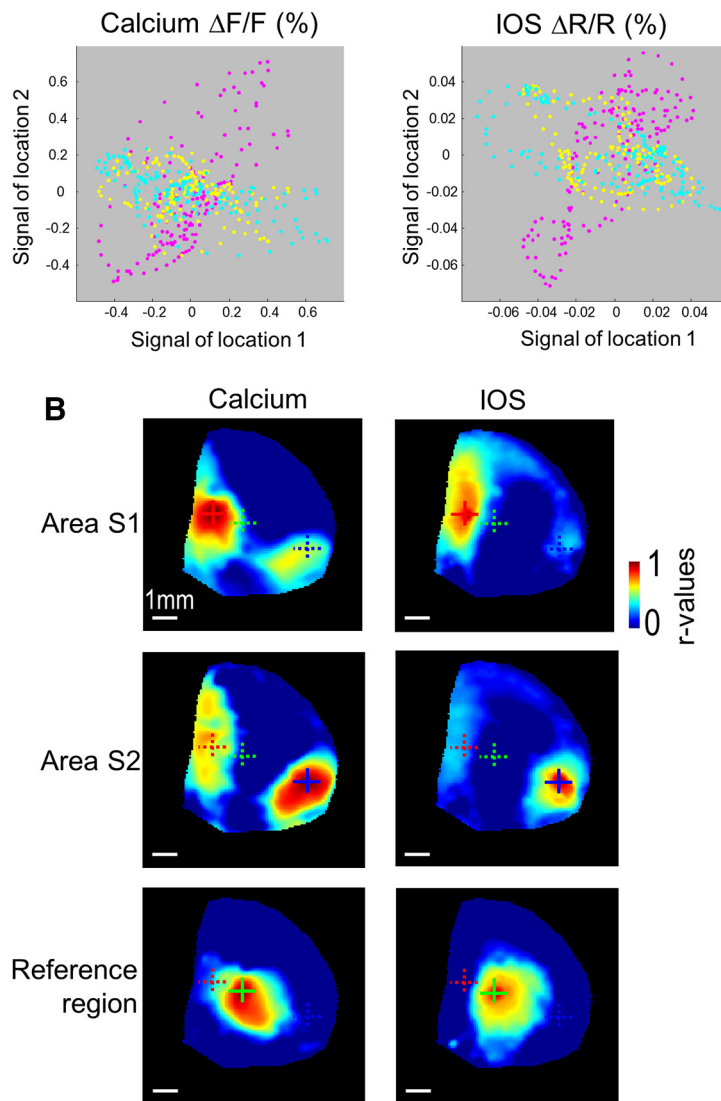 Calcium ΔF/F (%)
IOS ΔR/R (%)
Signal of location 2
0.6
0.4
0.2
0
-0.2
-0.4
-0.4
-0.2
0
0.2
0.4
0.6
Signal of location 1
Signal of location 2
0.04
0.02
0
-0.02
-0.04
-0.06
-0.06
-0.04
-0.02
0
0.02
0.04
Signal of location 1
B
Calcium
IOS
Area S1
1mm
1
0
r-values
Area S2
Reference
region